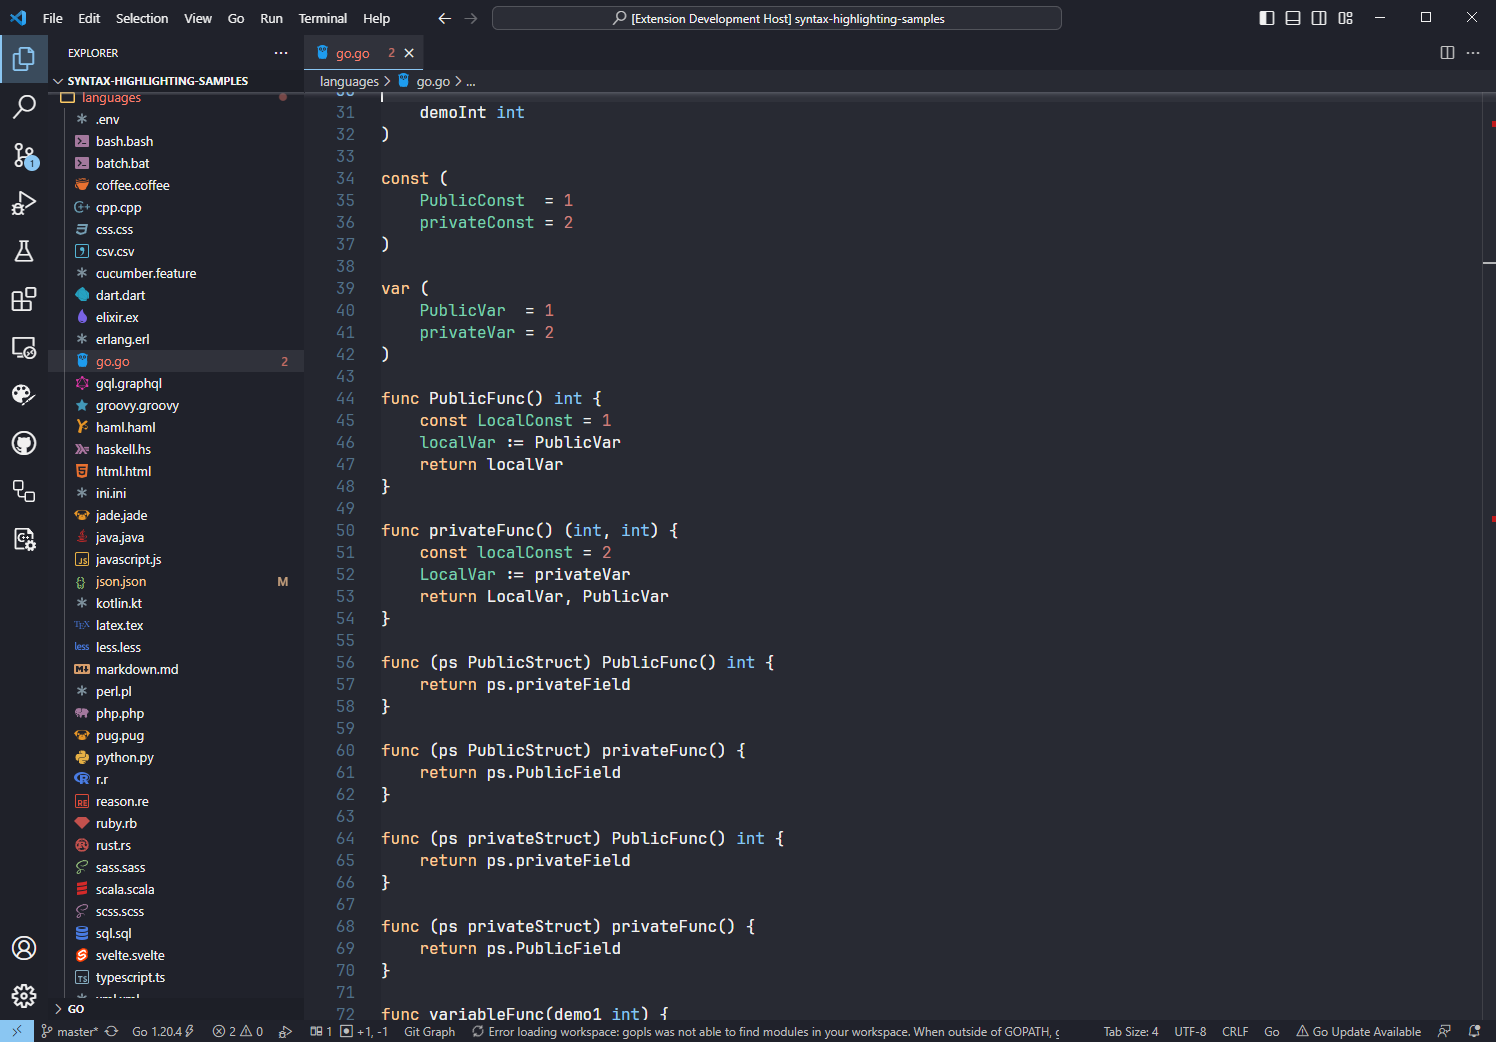 File Edit Selection View Go Run Terminal Help
[Extension Development Host] syntax-highlighting-samples
EXPLORER
go.go 2
SYNTAX-HIGHLIGHTING-SAMPLES
languages > go.go > ...
languages
.env
bash.bash
batch.bat
coffee.coffee
cpp.cpp
css.css
csv.csv
cucumber.feature
dart.dart
elixir.ex
erlang.erl
go.go 2
gql.graphql
groovy.groovy
haml.haml
haskell.hs
html.html
ini.ini
jade.jade
java.java
javascript.js
json.json M
kotlin.kt
latex.tex
less.less
markdown.md
perl.pl
php.php
pug.pug
python.py
r.r
reason.re
ruby.rb
rust.rs
sass.sass
scala.scala
scss.scss
sql.sql
svelte.svelte
typescript.ts
GO
31 demoInt int
32 )
33
34 const (
35 PublicConst = 1
36 privateConst = 2
37 )
38
39 var (
40 PublicVar = 1
41 privateVar = 2
42 )
43
44 func PublicFunc() int {
45 const LocalConst = 1
46 localVar := PublicVar
47 return localVar
48 }
49
50 func privateFunc() (int, int) {
51 const localConst = 2
52 LocalVar := privateVar
53 return LocalVar, PublicVar
54 }
55
56 func (ps PublicStruct) PublicFunc() int {
57 return ps.privateField
58 }
59
60 func (ps PublicStruct) privateFunc() {
61 return ps.PublicField
62 }
63
64 func (ps privateStruct) PublicFunc() int {
65 return ps.privateField
66 }
67
68 func (ps privateStruct) privateFunc() {
69 return ps.PublicField
70 }
71
72 func variableFunc(demo1 int) {
master* Go 1.20.4 2 0 1 +1, -1 Git Graph Error loading workspace: gopls was not able to find modules in your workspace. When outside of GOPATH, Tab Size: 4 UTF-8 CRLF Go Go Update Available